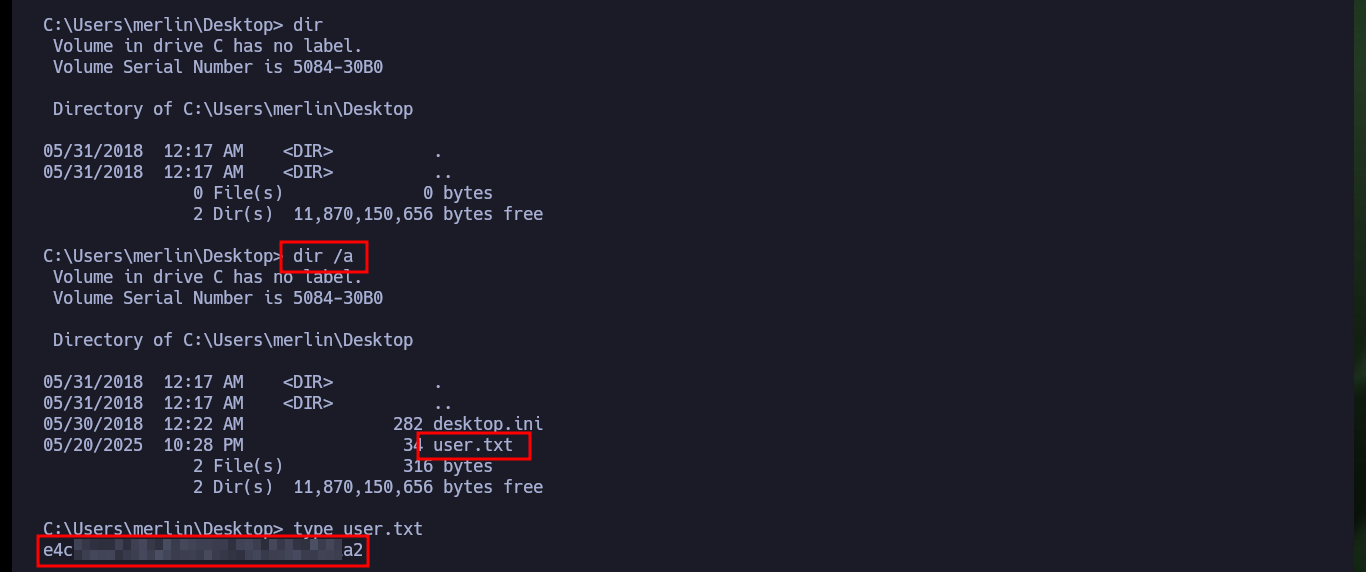 C:\Users\merlin\Desktop> dir
 Volume in drive C has no label.
 Volume Serial Number is 5084-30B0

 Directory of C:\Users\merlin\Desktop

05/31/2018  12:17 AM    <DIR>          .
05/31/2018  12:17 AM    <DIR>          ..
               0 File(s)              0 bytes
               2 Dir(s)  11,870,150,656 bytes free

C:\Users\merlin\Desktop> dir /a
 Volume in drive C has no label.
 Volume Serial Number is 5084-30B0

 Directory of C:\Users\merlin\Desktop

05/31/2018  12:17 AM    <DIR>          .
05/31/2018  12:17 AM    <DIR>          ..
05/30/2018  12:22 AM               282 desktop.ini
05/20/2025  10:28 PM                34 user.txt
               2 File(s)            316 bytes
               2 Dir(s)  11,870,150,656 bytes free

C:\Users\merlin\Desktop> type user.txt
e4c a2